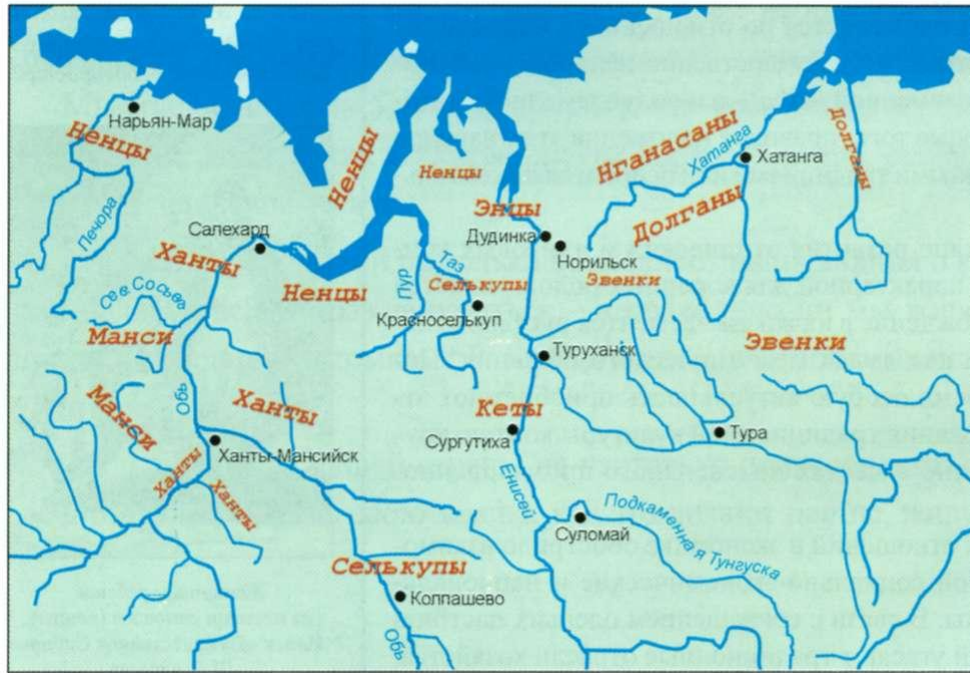 Нарьян-Мар
Ненцы
Печора
Ненцы
Ненцы
Нганасаны
Хатанга
Хатанга
Долганы
Долганы
Энцы
Дудинка
Норильск
Салехард
Ханты
Ненцы
Пур
Таз
Селькупы
Красноселькуп
Эвенки
Сев.Сосьва
Манси
Туруханск
Эвенки
Обь
Манси
Ханты
Кеты
Сургутиха
Тура
Ханты-Мансийск
Ханты
Ханты
Енисей
Подкаменная Тунгуска
Суломай
Селькупы
Колпашево
Обь